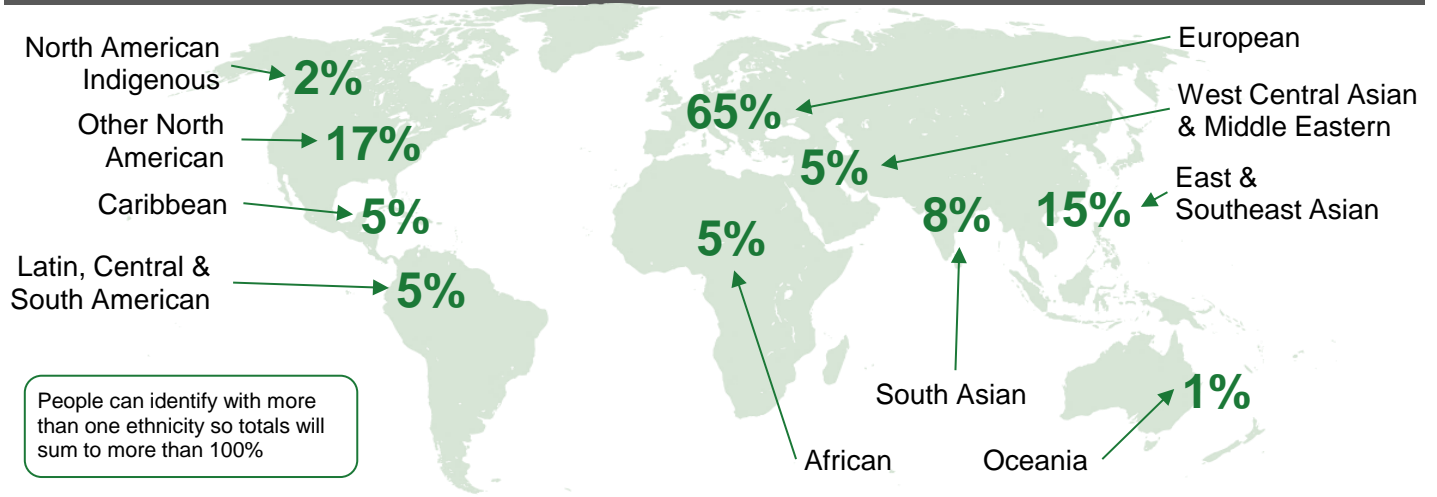 North American
Indigenous
2%
Other North
American
17%
Caribbean
5%
Latin, Central &
South American
5%
People can identify with more
than one ethnicity so totals will
sum to more than 100%
European
65%
West Central Asian
& Middle Eastern
5%
East &
Southeast Asian
15%
8%
South Asian
5%
African
Oceania
1%